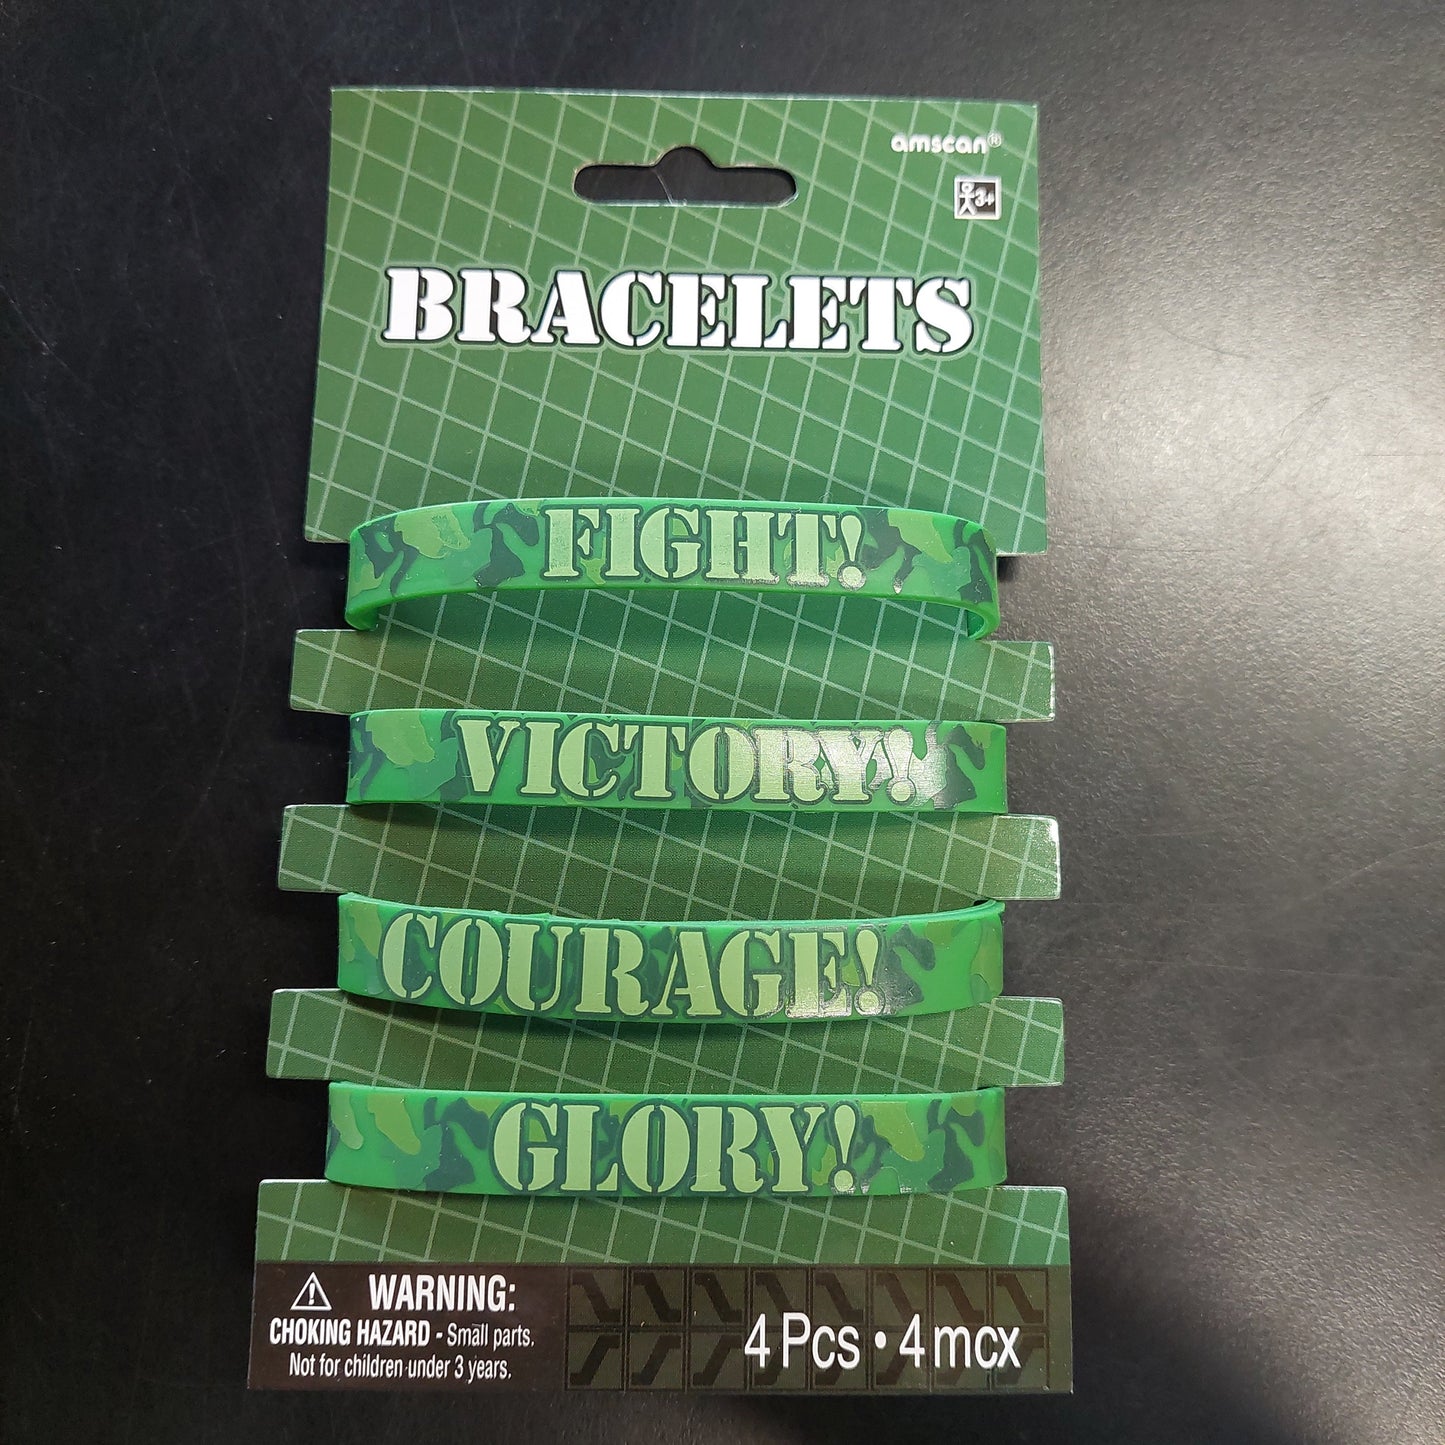 amscan®
3+
BRACELETS
FIGHT!
VICTORY!
COURAGE!
GLORY!
WARNING:
CHOKING HAZARD - Small parts.
Not for children under 3 years.
4 Pcs • 4 mcx